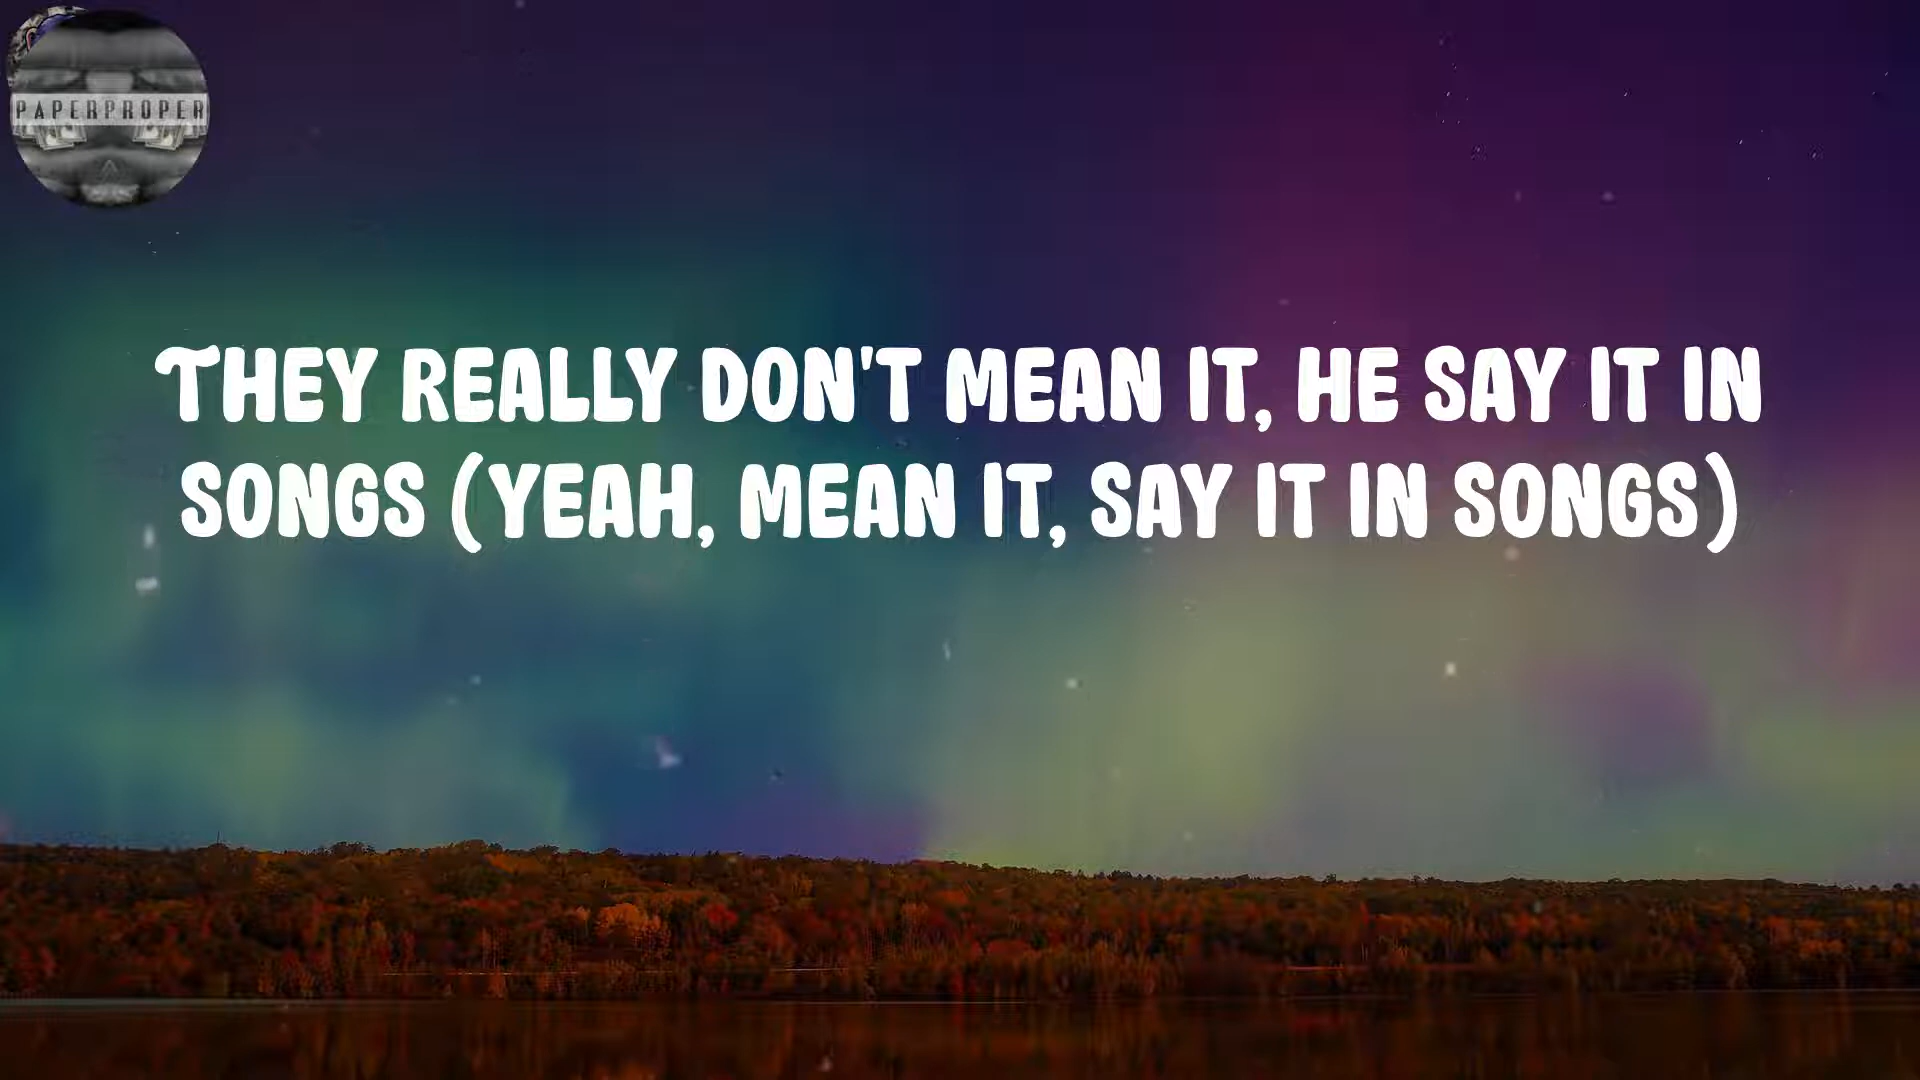 PAPERPROPER
THEY REALLY DON'T MEAN IT, HE SAY IT IN
SONGS (YEAH, MEAN IT, SAY IT IN SONGS)